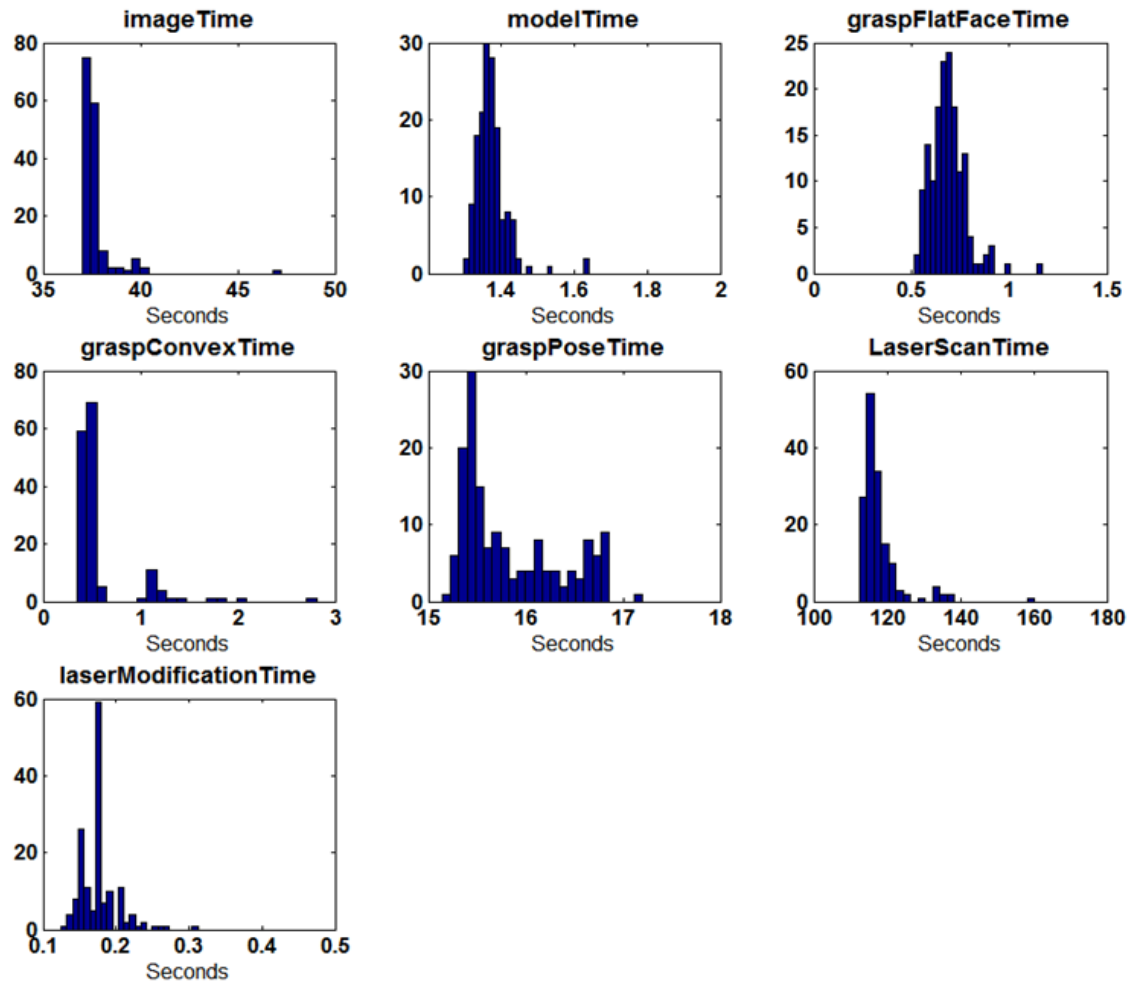 imageTime
80
60
40
20
0
35 40 45 50
Seconds
modelTime
30
20
10
0
1.4 1.6 1.8 2
graspFlatFaceTime
25
20
15
10
5
0
0 0.5 1 1.5
Seconds
graspConvexTime
80
60
40
20
0
0 1 2 3
Seconds
graspPoseTime
30
20
10
0
15 16 17 18
Seconds
LaserScanTime
60
40
20
0
100 120 140 160 180
Seconds
laserModificationTime
60
40
20
0
0.1 0.2 0.3 0.4 0.5
Seconds